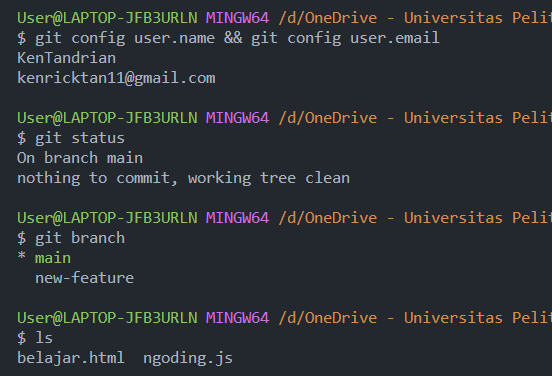 User@LAPTOP-JFB3URLN MINGW64 /d/OneDrive - Universitas Pelit
$ git config user.name && git config user.email
KenTandrian
kenricktan11@gmail.com
User@LAPTOP-JFB3URLN MINGW64 /d/OneDrive - Universitas Pelit
$ git status
On branch main
nothing to commit, working tree clean
User@LAPTOP-JFB3URLN MINGW64 /d/OneDrive - Universitas Pelit
$ git branch
* main
  new-feature
User@LAPTOP-JFB3URLN MINGW64 /d/OneDrive - Universitas Pelit
$ ls
belajar.html  ngoding.js